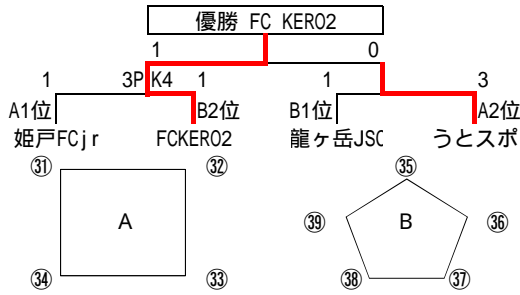 優勝 FC KERO2
1 0
1 3PK4 1 1 3
A1位 B2位 B1位 A2位
姫戸FCjr FCKERO2 龍ヶ岳JSC うとスポ
㉛ ㉜ ㉟
A ㊴ B ㊱
㉞ ㉝ ㊳ ㊲